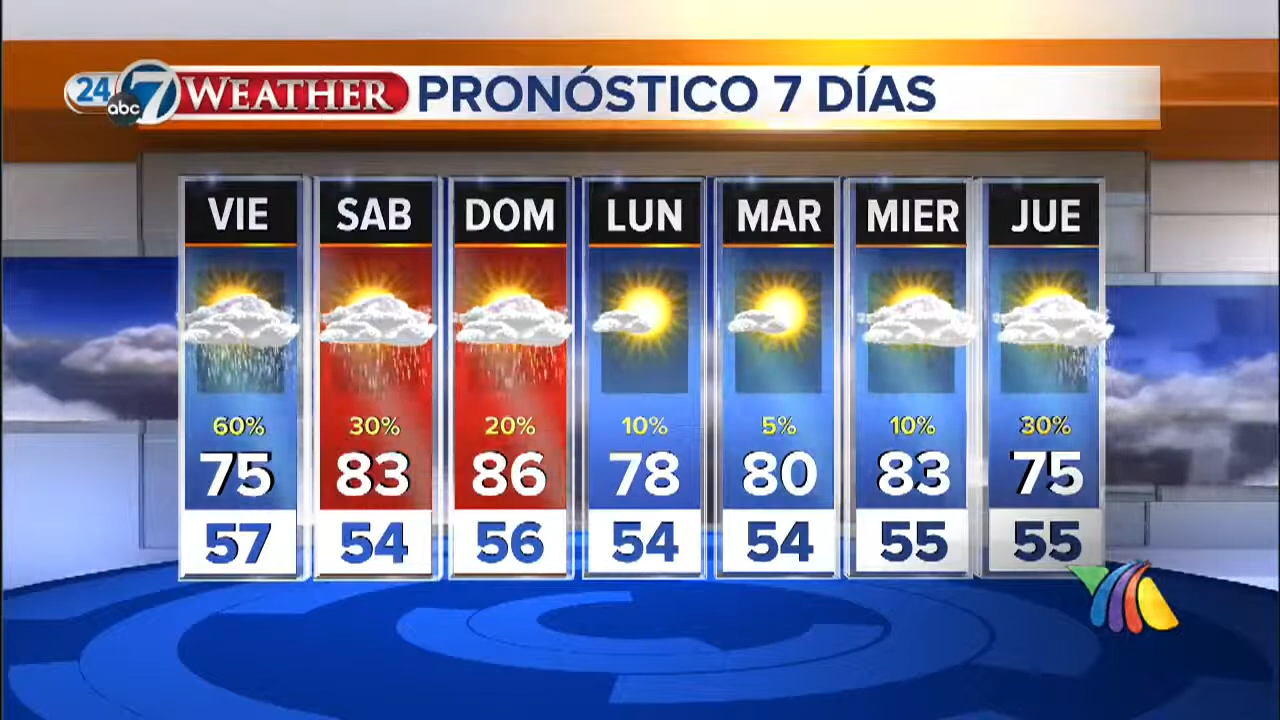 24 abc 7 WEATHER PRONÓSTICO 7 DÍAS
VIE SAB DOM LUN MAR MIER JUE
60% 30% 20% 10% 5% 10% 30%
75 83 86 78 80 83 75
57 54 56 54 54 55 55